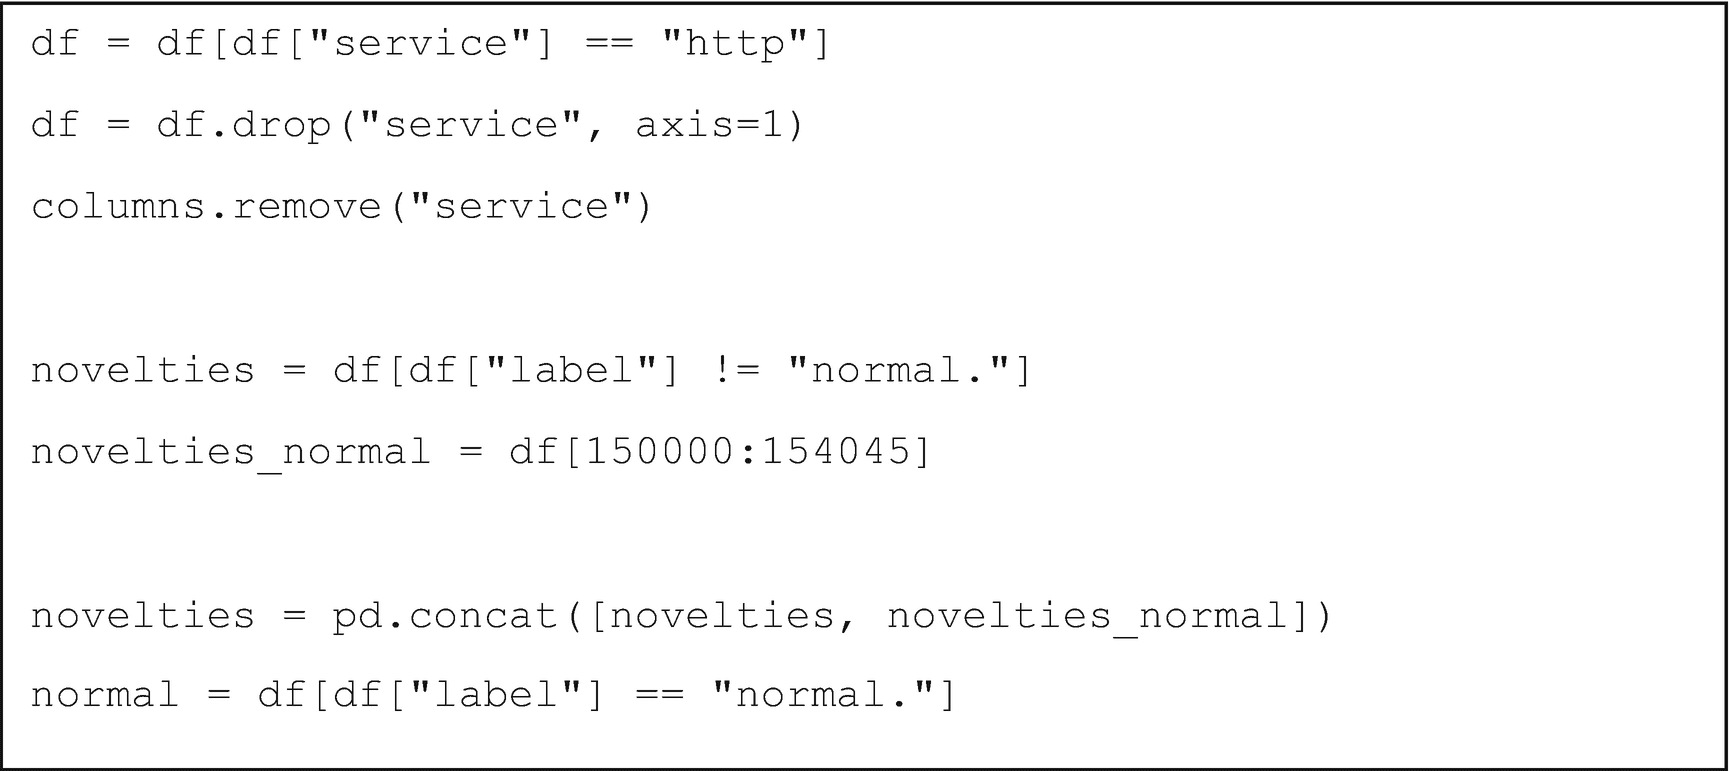 df = df[df["service"] == "http"]
df = df.drop("service", axis=1)
columns.remove("service")
novelties = df[df["label"] != "normal."]
novelties_normal = df[150000:154045]
novelties = pd.concat([novelties, novelties_normal])
normal = df[df["label"] == "normal."]